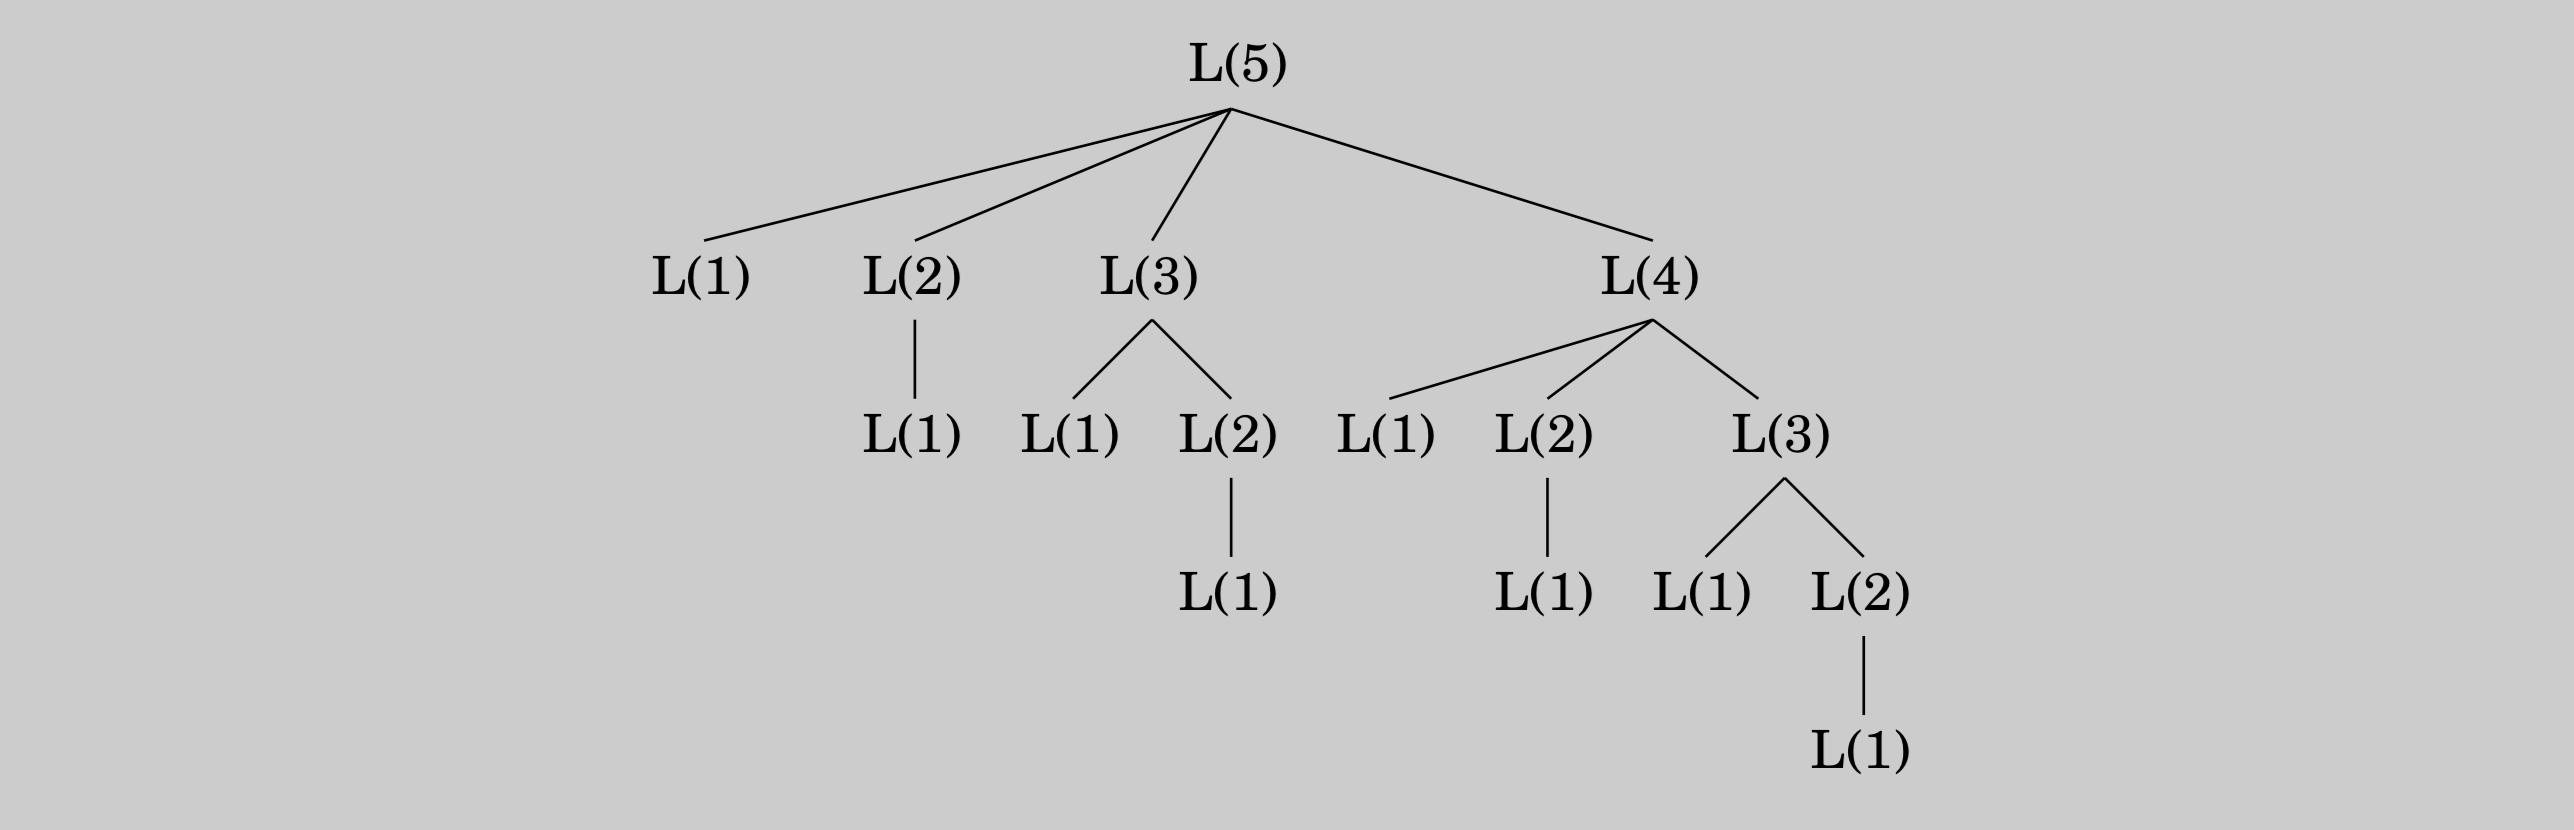 L(5)
L(1) L(2) L(3) L(4)
L(1) L(1) L(2) L(1) L(2) L(3)
L(1) L(1) L(1) L(2)
L(1)